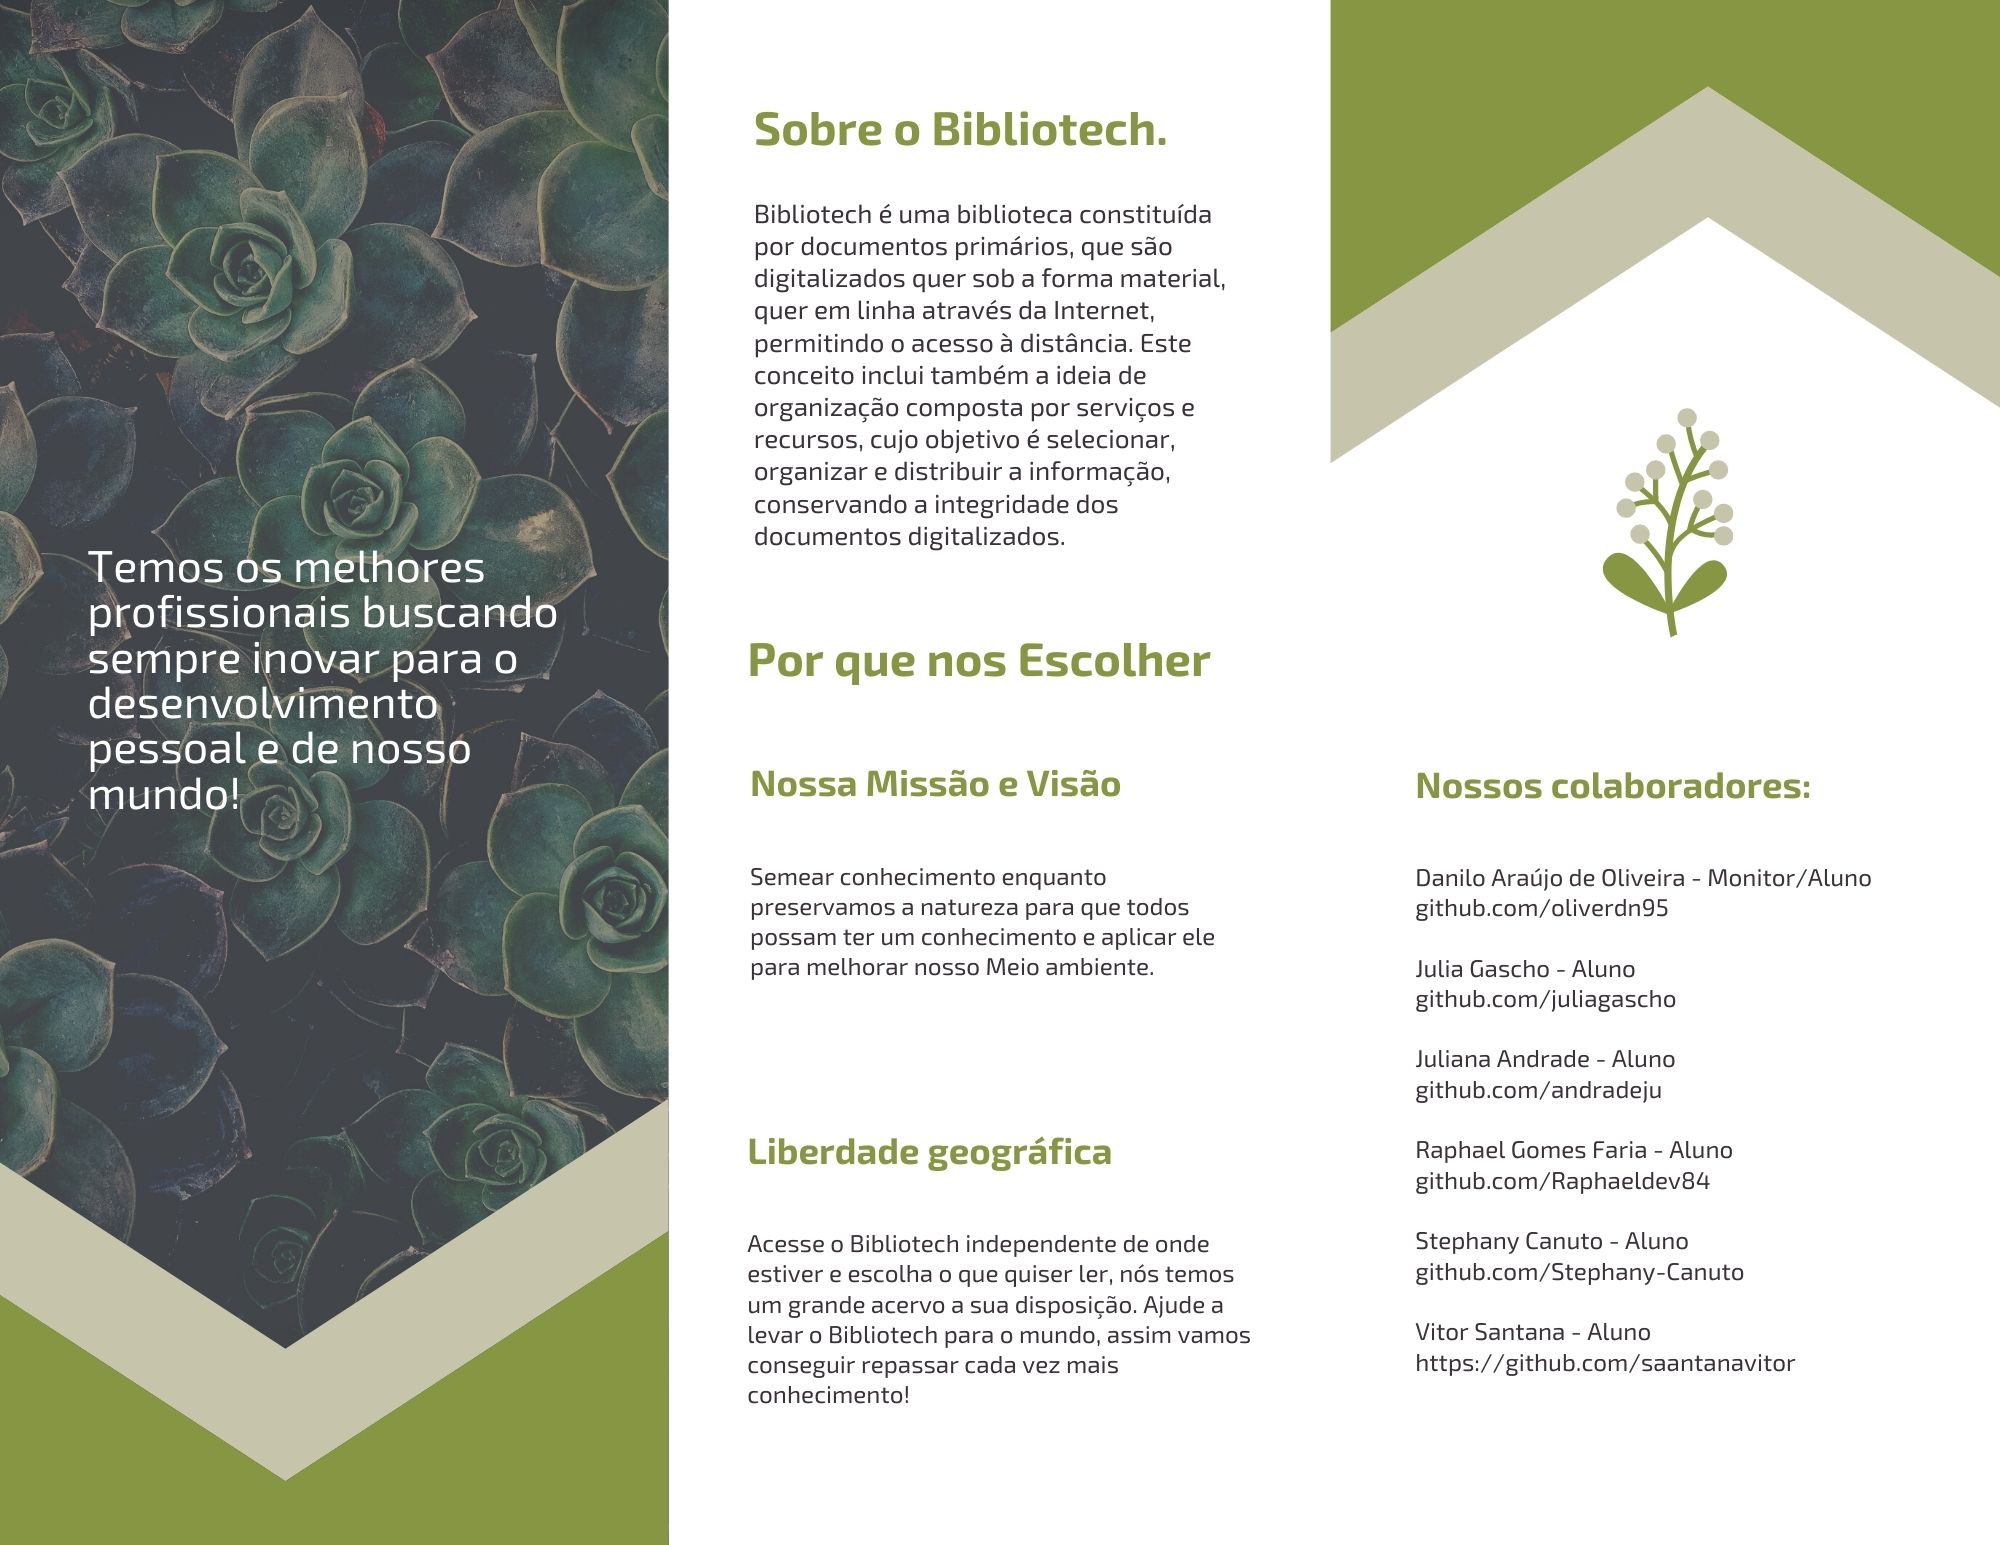 Temos os melhores
profissionais buscando
sempre inovar para o
desenvolvimento
pessoal e de nosso
mundo!
Sobre o Bibliotech.
Bibliotech é uma biblioteca constituída
por documentos primários, que são
digitalizados quer sob a forma material,
quer em linha através da Internet,
permitindo o acesso à distância. Este
conceito inclui também a ideia de
organização composta por serviços e
recursos, cujo objetivo é selecionar,
organizar e distribuir a informação,
conservando a integridade dos
documentos digitalizados.
Por que nos Escolher
Nossa Missão e Visão
Semear conhecimento enquanto
preservamos a natureza para que todos
possam ter um conhecimento e aplicar ele
para melhorar nosso Meio ambiente.
Liberdade geográfica
Acesse o Bibliotech independente de onde
estiver e escolha o que quiser ler, nós temos
um grande acervo a sua disposição. Ajude a
levar o Bibliotech para o mundo, assim vamos
conseguir repassar cada vez mais
conhecimento!
Nossos colaboradores:
Danilo Araújo de Oliveira - Monitor/Aluno
github.com/oliverdn95
Julia Gascho - Aluno
github.com/juliagascho
Juliana Andrade - Aluno
github.com/andradeju
Raphael Gomes Faria - Aluno
github.com/Raphaeldev84
Stephany Canuto - Aluno
github.com/Stephany-Canuto
Vitor Santana - Aluno
https://github.com/saantanavitor